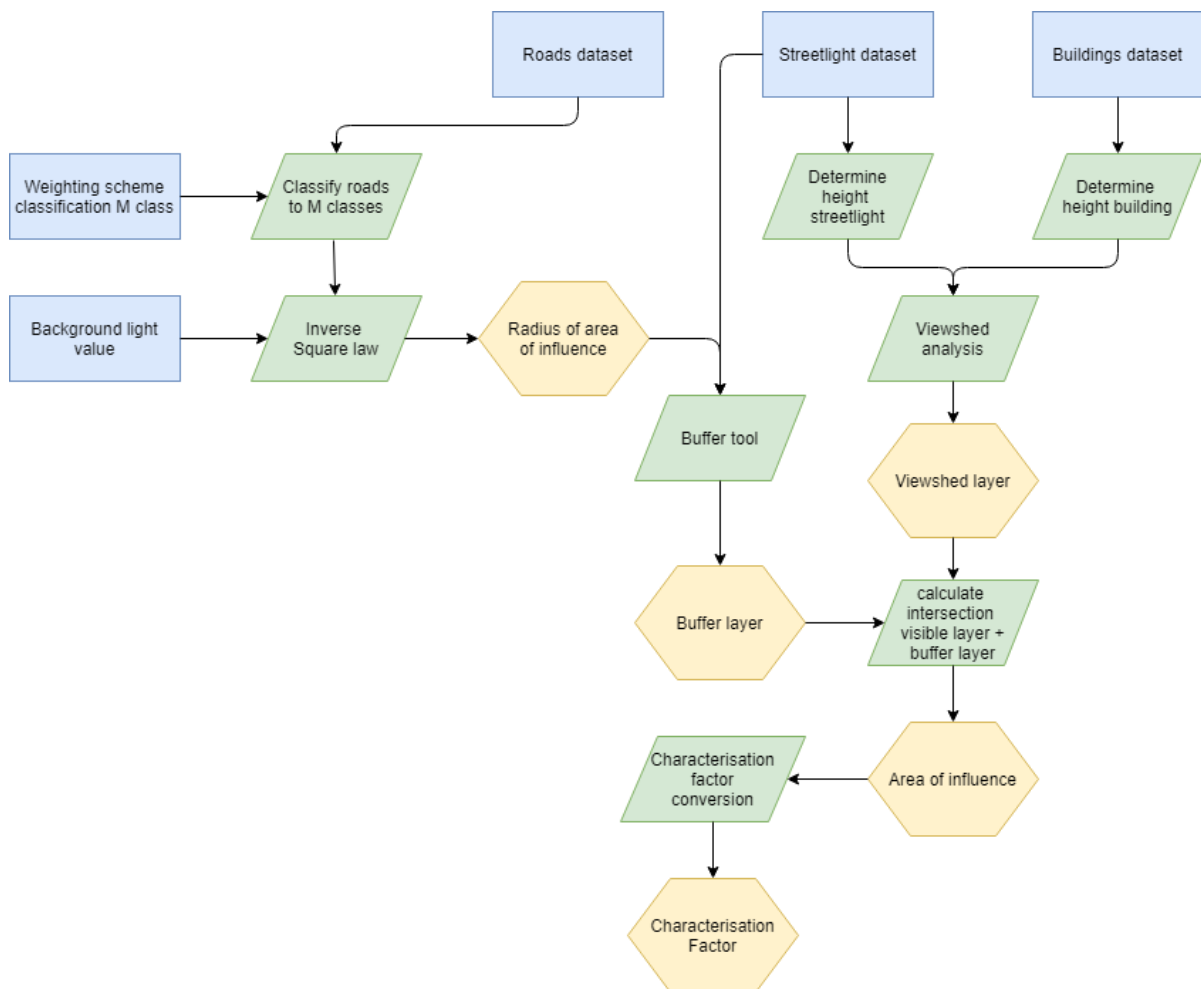 Roads dataset
Streetlight dataset
Buildings dataset
Weighting scheme
classification M class
Classify roads
to M classes
Determine
height
streetlight
Determine
height building
Background light
value
Inverse
Square law
Radius of area
of influence
Viewshed
analysis
Buffer tool
Viewshed layer
Buffer layer
calculate
intersection
visible layer +
buffer layer
Characterisation
factor
conversion
Area of influence
Characterisation
Factor